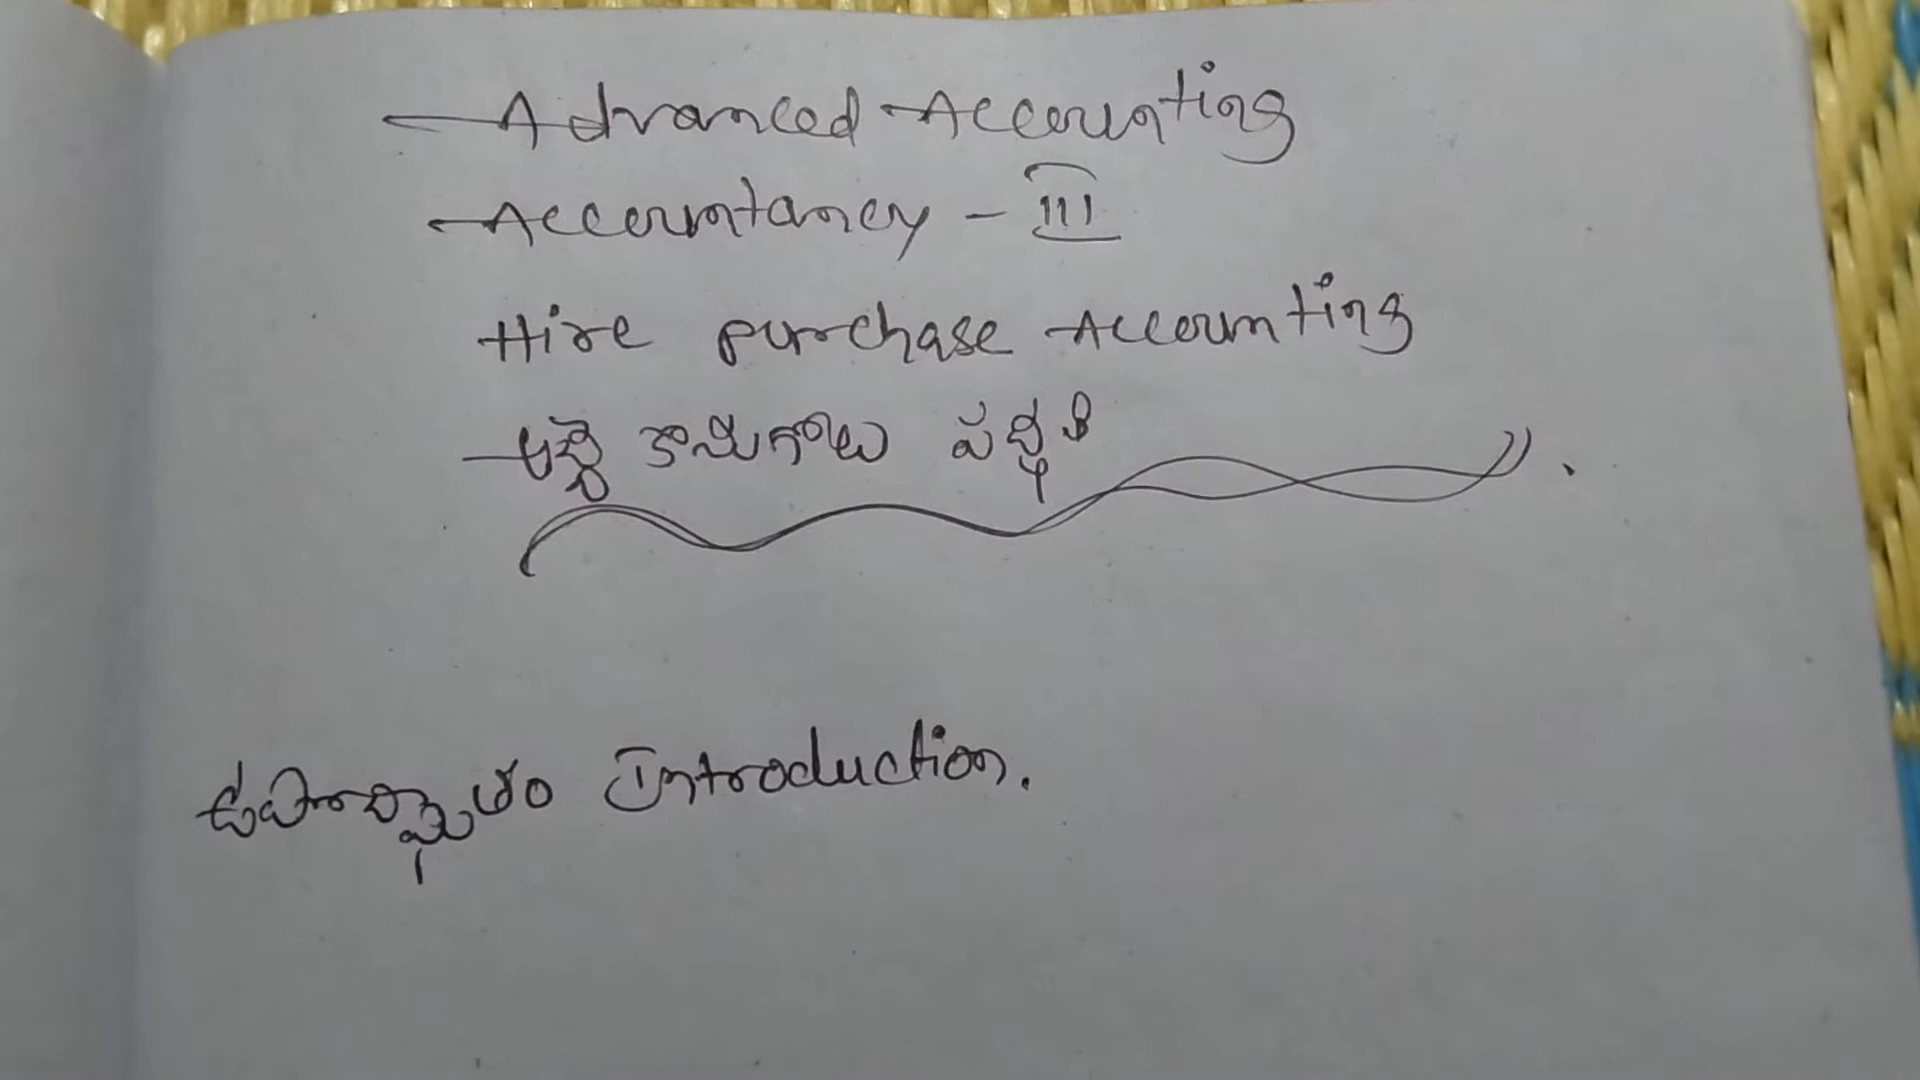 Advanced Accounting
Accountancy - III
Hire purchase Accounting
అద్దె కొనుగోలు పద్ధతి
ఉపోద్ఘాతం Introduction.